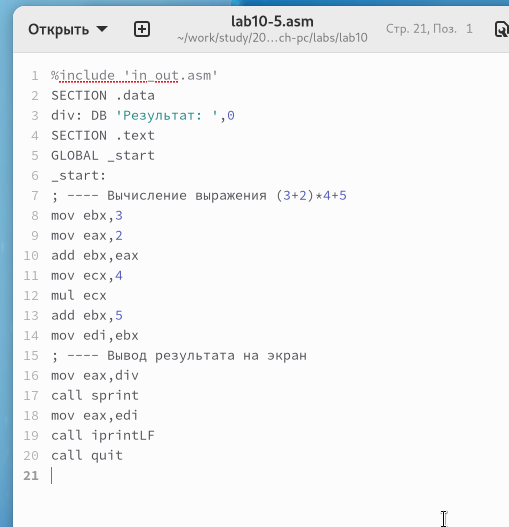 Открыть
lab10-5.asm
~/work/study/20…ch-pc/labs/lab10
Стр. 21, Поз. 1
1 %include 'in_out.asm'
2 SECTION .data
3 div: DB 'Результат: ',0
4 SECTION .text
5 GLOBAL _start
6 _start:
7 ; ---- Вычисление выражения (3+2)*4+5
8 mov ebx,3
9 mov eax,2
10 add ebx,eax
11 mov ecx,4
12 mul ecx
13 add ebx,5
14 mov edi,ebx
15 ; ---- Вывод результата на экран
16 mov eax,div
17 call sprint
18 mov eax,edi
19 call iprintLF
20 call quit
21